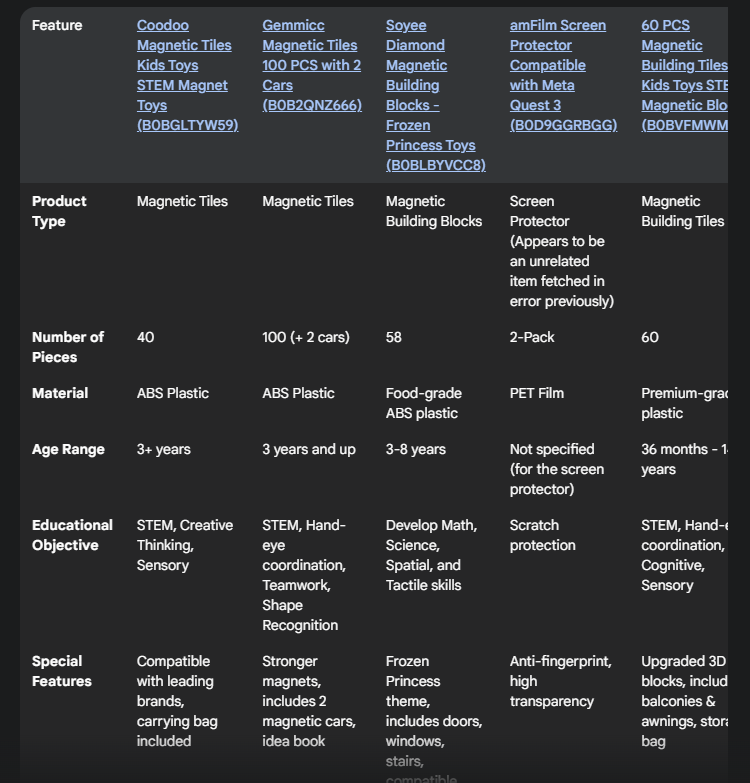 Feature
Coodoo
Magnetic Tiles
Kids Toys
STEM Magnet
Toys
(B0BGLTYW59)
Gemmicc
Magnetic Tiles
100 PCS with 2
Cars
(B0B2QNZ666)
Soyee
Diamond
Magnetic
Building
Blocks -
Frozen
Princess Toys
(B0BLBYVCC8)
amFilm Screen
Protector
Compatible
with Meta
Quest 3
(B0D9GGRBGG)
60 PCS
Magnetic
Building Tiles
Kids Toys STE
Magnetic Blo
(B0BVFMWM
Product
Type
Magnetic Tiles
Magnetic Tiles
Magnetic
Building Blocks
Screen
Protector
(Appears to be
an unrelated
item fetched in
error previously)
Magnetic
Building Tiles
Number of
Pieces
40
100 (+ 2 cars)
58
2-Pack
60
Material
ABS Plastic
ABS Plastic
Food-grade
ABS plastic
PET Film
Premium-grad
plastic
Age Range
3+ years
3 years and up
3-8 years
Not specified
(for the screen
protector)
36 months - 1
years
Educational
Objective
STEM, Creative
Thinking,
Sensory
STEM, Hand-
eye
coordination,
Teamwork,
Shape
Recognition
Develop Math,
Science,
Spatial, and
Tactile skills
Scratch
protection
STEM, Hand-e
coordination,
Cognitive,
Sensory
Special
Features
Compatible
with leading
brands,
carrying bag
included
Stronger
magnets,
includes 2
magnetic cars,
idea book
Frozen
Princess
theme,
includes doors,
windows,
stairs,
compatible
Anti-fingerprint,
high
transparency
Upgraded 3D
blocks, includ
balconies &
awnings, stora
bag